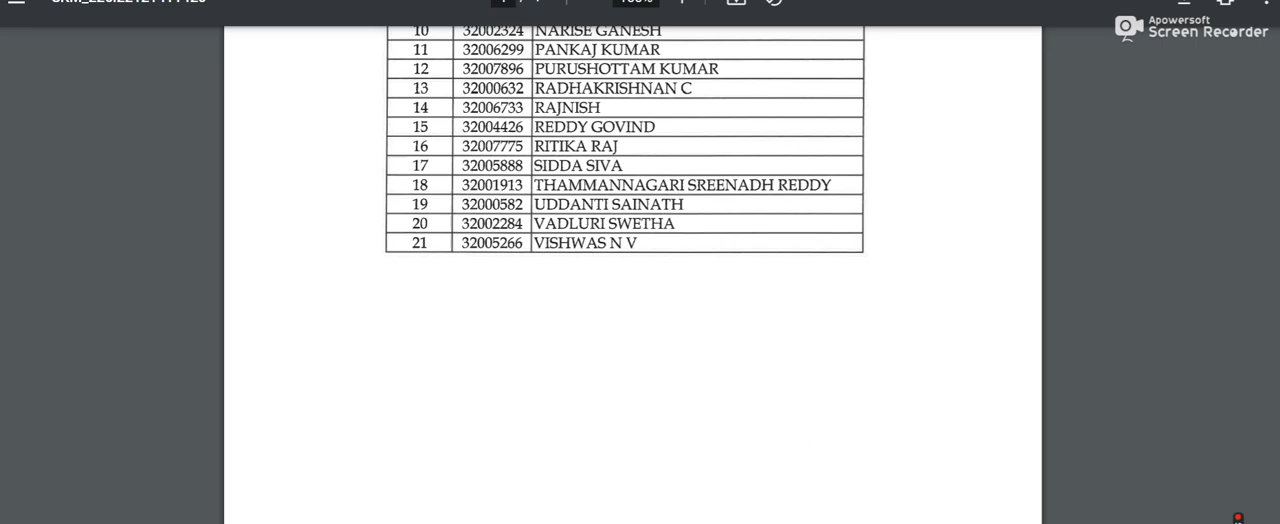 10 32002324 NARISE GANESH
11 32006299 PANKAJ KUMAR
12 32007896 PURUSHOTTAM KUMAR
13 32000632 RADHAKRISHNAN C
14 32006733 RAJNISH
15 32004426 REDDY GOVIND
16 32007775 RITIKA RAJ
17 32005888 SIDDA SIVA
18 32001913 THAMMANNAGARI SREENADH REDDY
19 32000582 UDDANTI SAINATH
20 32002284 VADLURI SWETHA
21 32005266 VISHWAS N V
Apowersoft
Screen Recorder